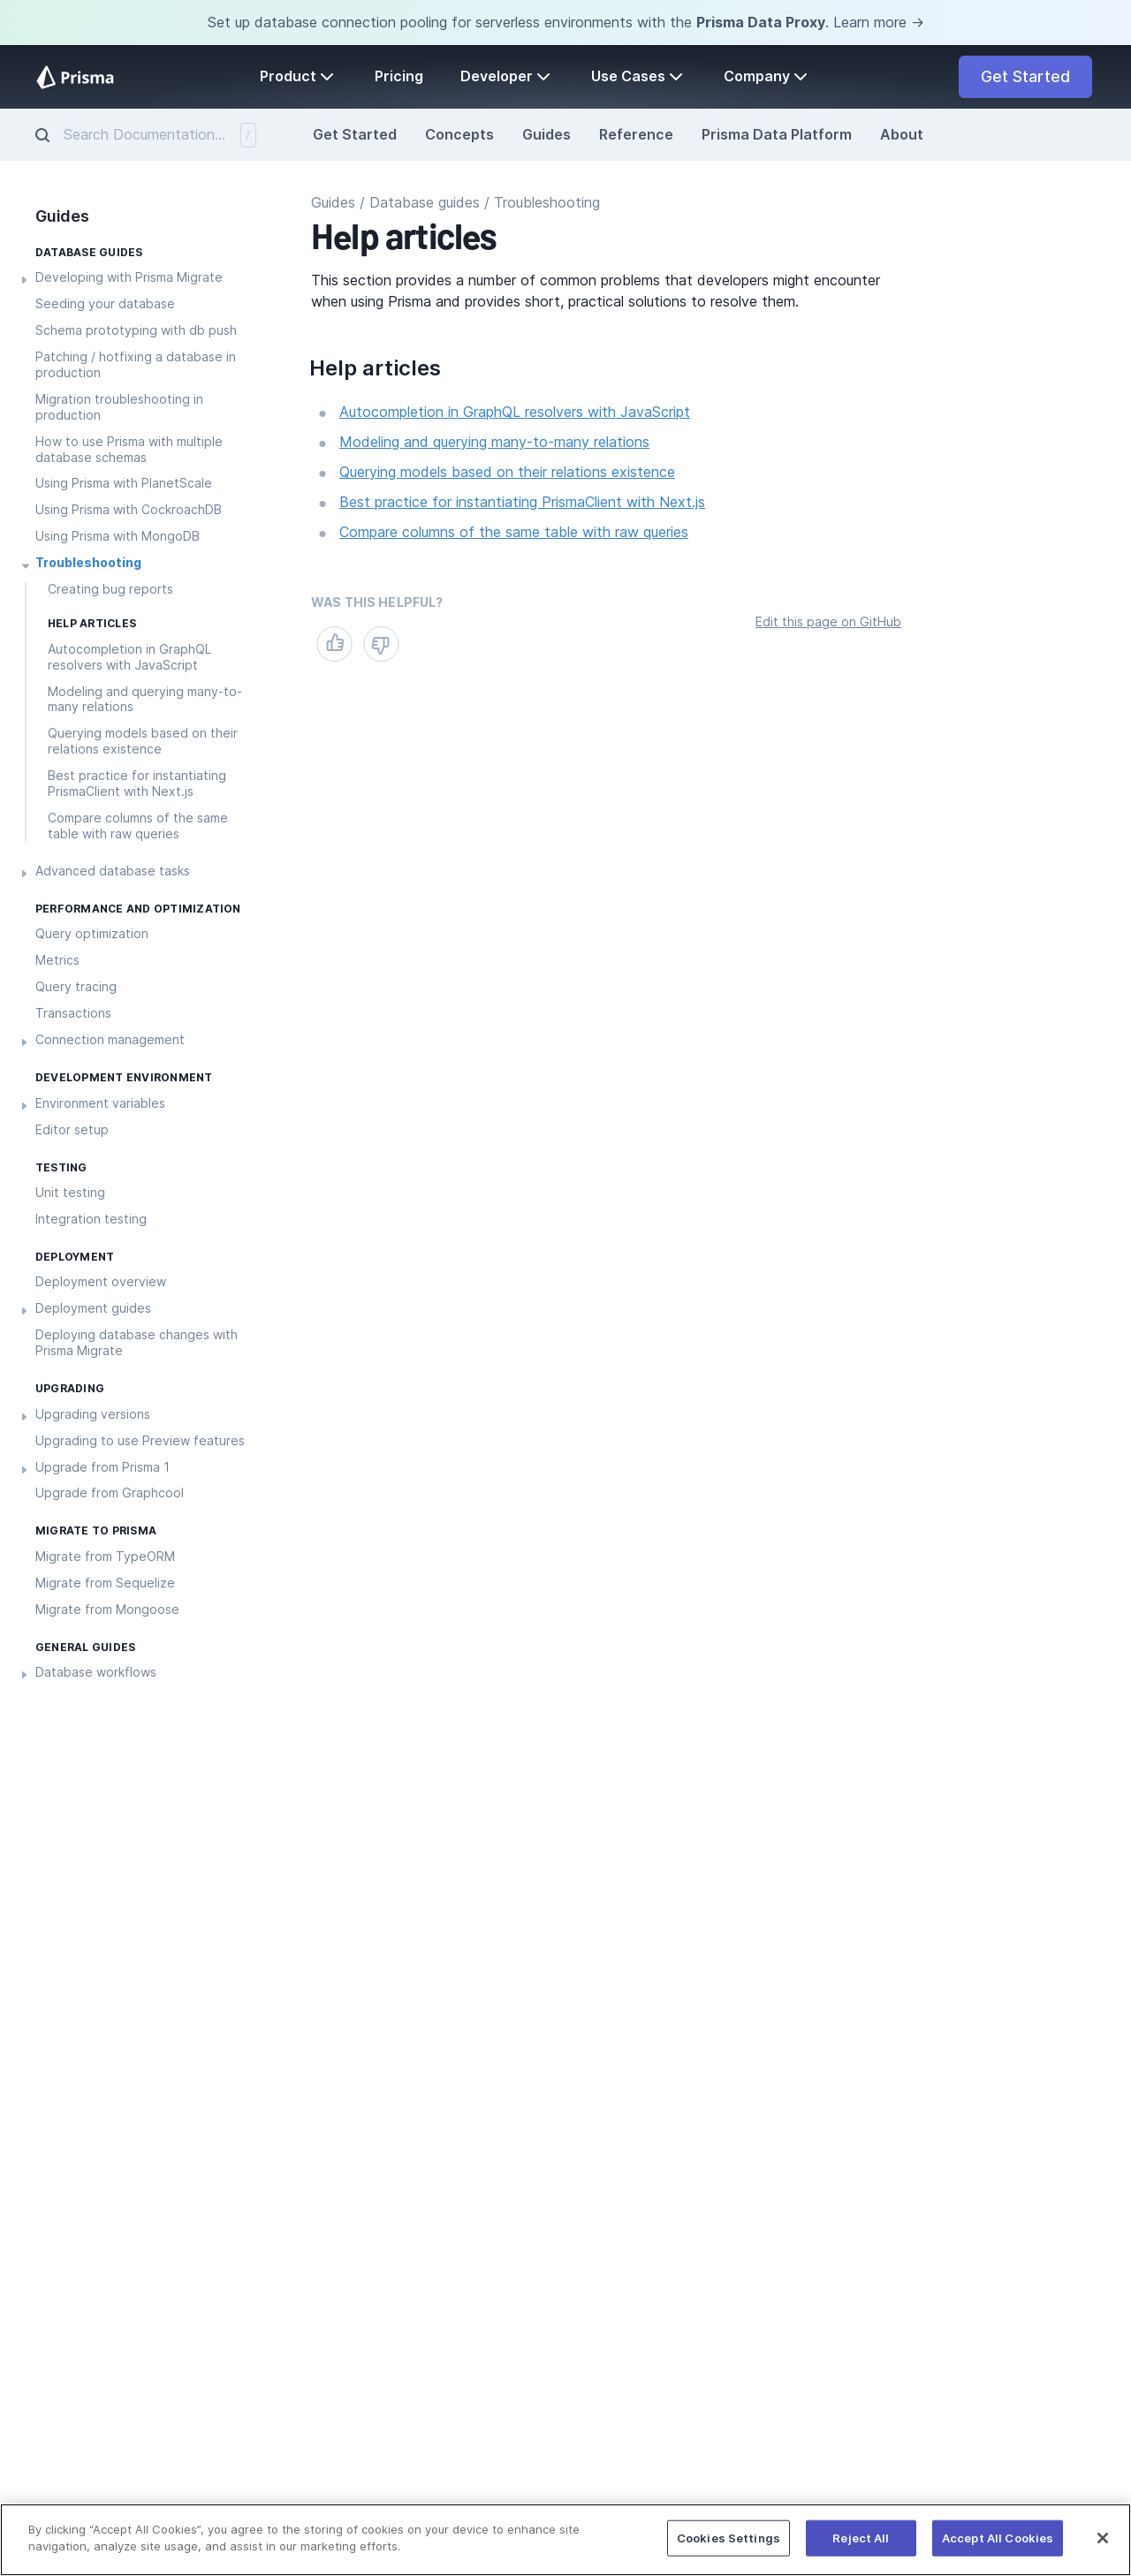 Set up database connection pooling for serverless environments with the Prisma Data Proxy. Learn more →
Prisma
Product
Pricing
Developer
Use Cases
Company
Get Started
Search Documentation...
/
Get Started
Concepts
Guides
Reference
Prisma Data Platform
About
Guides
DATABASE GUIDES
Developing with Prisma Migrate
Seeding your database
Schema prototyping with db push
Patching / hotfixing a database in
production
Migration troubleshooting in
production
How to use Prisma with multiple
database schemas
Using Prisma with PlanetScale
Using Prisma with CockroachDB
Using Prisma with MongoDB
Troubleshooting
Creating bug reports
HELP ARTICLES
Autocompletion in GraphQL
resolvers with JavaScript
Modeling and querying many-to-
many relations
Querying models based on their
relations existence
Best practice for instantiating
PrismaClient with Next.js
Compare columns of the same
table with raw queries
Advanced database tasks
PERFORMANCE AND OPTIMIZATION
Query optimization
Metrics
Query tracing
Transactions
Connection management
DEVELOPMENT ENVIRONMENT
Environment variables
Editor setup
TESTING
Unit testing
Integration testing
DEPLOYMENT
Deployment overview
Deployment guides
Deploying database changes with
Prisma Migrate
UPGRADING
Upgrading versions
Upgrading to use Preview features
Upgrade from Prisma 1
Upgrade from Graphcool
MIGRATE TO PRISMA
Migrate from TypeORM
Migrate from Sequelize
Migrate from Mongoose
GENERAL GUIDES
Database workflows
Guides / Database guides / Troubleshooting
Help articles
This section provides a number of common problems that developers might encounter
when using Prisma and provides short, practical solutions to resolve them.
Help articles
Autocompletion in GraphQL resolvers with JavaScript
Modeling and querying many-to-many relations
Querying models based on their relations existence
Best practice for instantiating PrismaClient with Next.js
Compare columns of the same table with raw queries
WAS THIS HELPFUL?
Edit this page on GitHub
By clicking “Accept All Cookies”, you agree to the storing of cookies on your device to enhance site
navigation, analyze site usage, and assist in our marketing efforts.
Cookies Settings
Reject All
Accept All Cookies